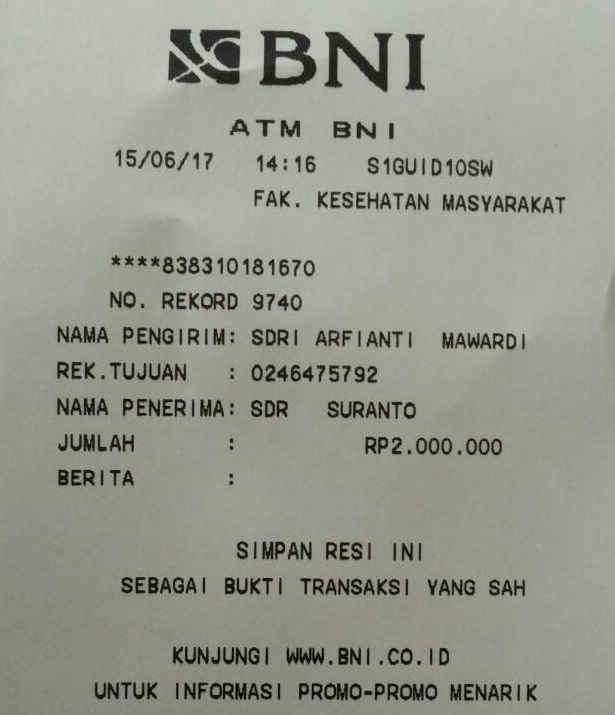 BNI
ATM BNI
15/06/17 14:16 S1GUID10SW
FAK. KESEHATAN MASYARAKAT
****838310181670
NO. REKORD 9740
NAMA PENGIRIM: SDRI ARFIANTI MAWARDI
REK.TUJUAN : 0246475792
NAMA PENERIMA: SDR SURANTO
JUMLAH : RP2.000.000
BERITA :
SIMPAN RESI INI
SEBAGAI BUKTI TRANSAKSI YANG SAH
KUNJUNGI WWW.BNI.CO.ID
UNTUK INFORMASI PROMO-PROMO MENARIK